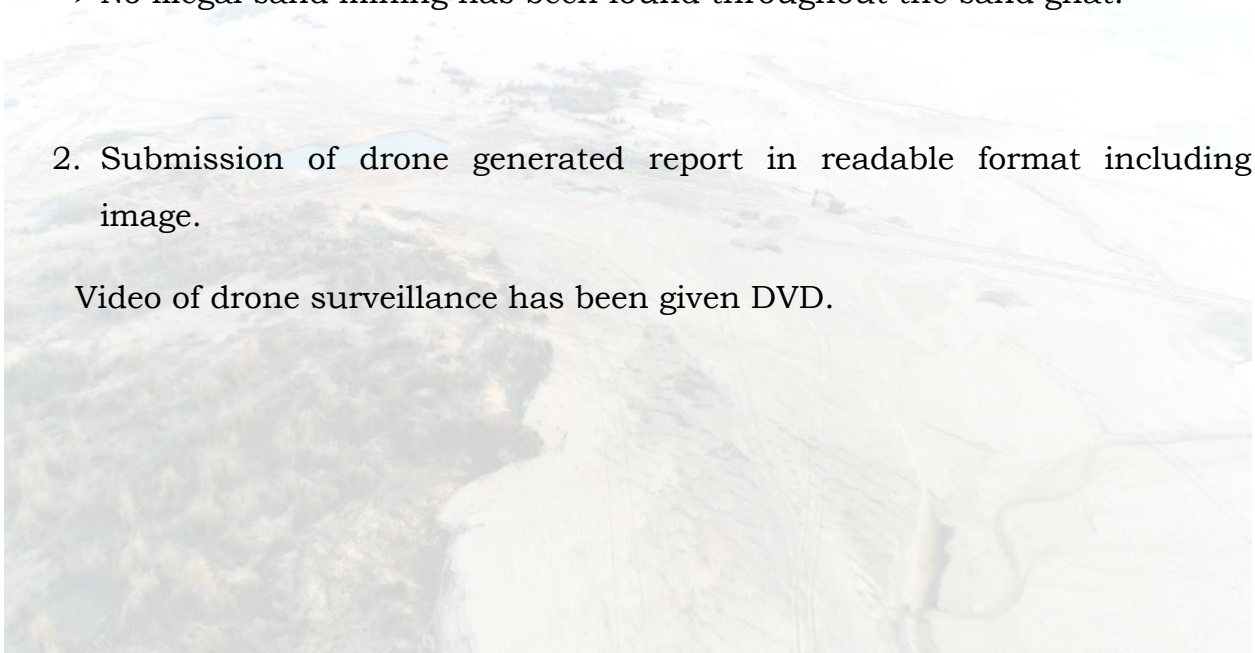 No illegal sand mining has been found throughout the sand ghat.
2. Submission of drone generated report in readable format including
image.
Video of drone surveillance has been given DVD.